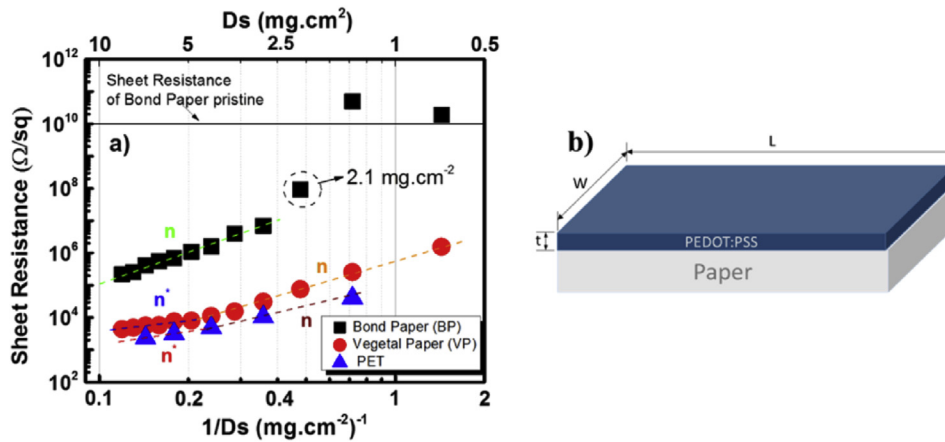 Ds (mg.cm²)
10 5 2.5 1 0.5
Sheet Resistance (Ω/sq)
10¹²
10¹⁰
10⁸
10⁶
10⁴
10²
Sheet Resistance
of Bond Paper pristine
a)
2.1 mg.cm⁻²
n
n*
n
n
n*
Bond Paper (BP)
Vegetal Paper (VP)
PET
0.1 0.2 0.4 1 2
1/Ds (mg.cm⁻²)⁻¹
b)
L
W
t
PEDOT:PSS
Paper